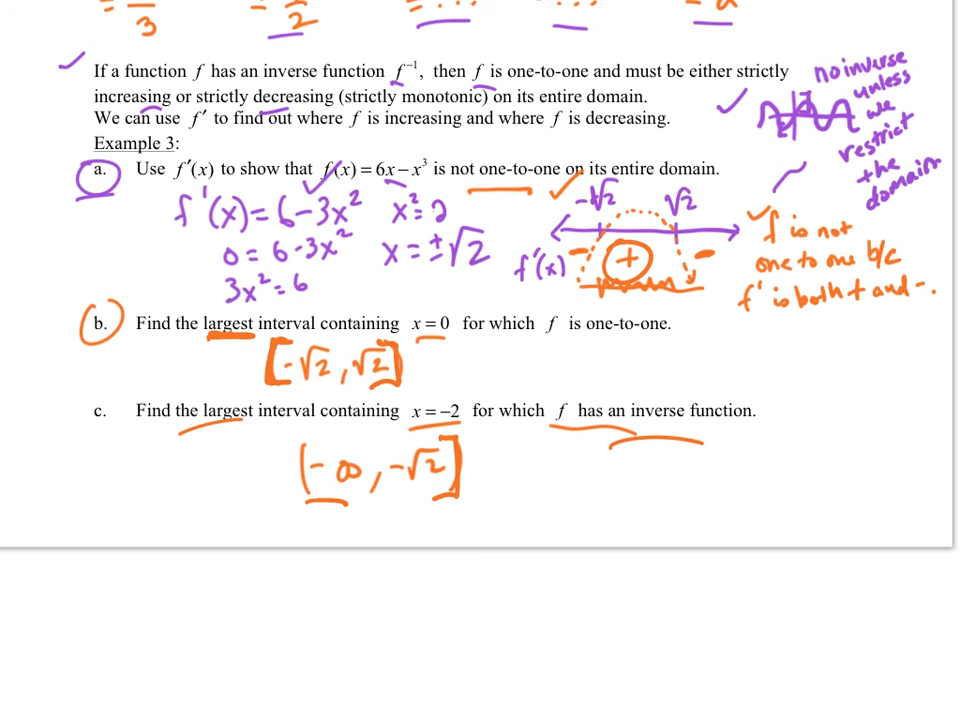 3
2
If a function f has an inverse function f⁻¹, then f is one-to-one and must be either strictly
increasing or strictly decreasing (strictly monotonic) on its entire domain.
We can use f′ to find out where f is increasing and where f is decreasing.
no inverse
unless
we
restrict
the
domain
Example 3:
a. Use f′(x) to show that f(x) = 6x − x³ is not one-to-one on its entire domain.
f'(x) = 6 - 3x² x² = 2
0 = 6 - 3x² x = ±√2
3x² = 6
-√2 √2
f'(x) - + -
f is not
one to one b/c
f' is both + and -.
b. Find the largest interval containing x = 0 for which f is one-to-one.
[-√2, √2]
c. Find the largest interval containing x = −2 for which f has an inverse function.
(-∞, -√2]